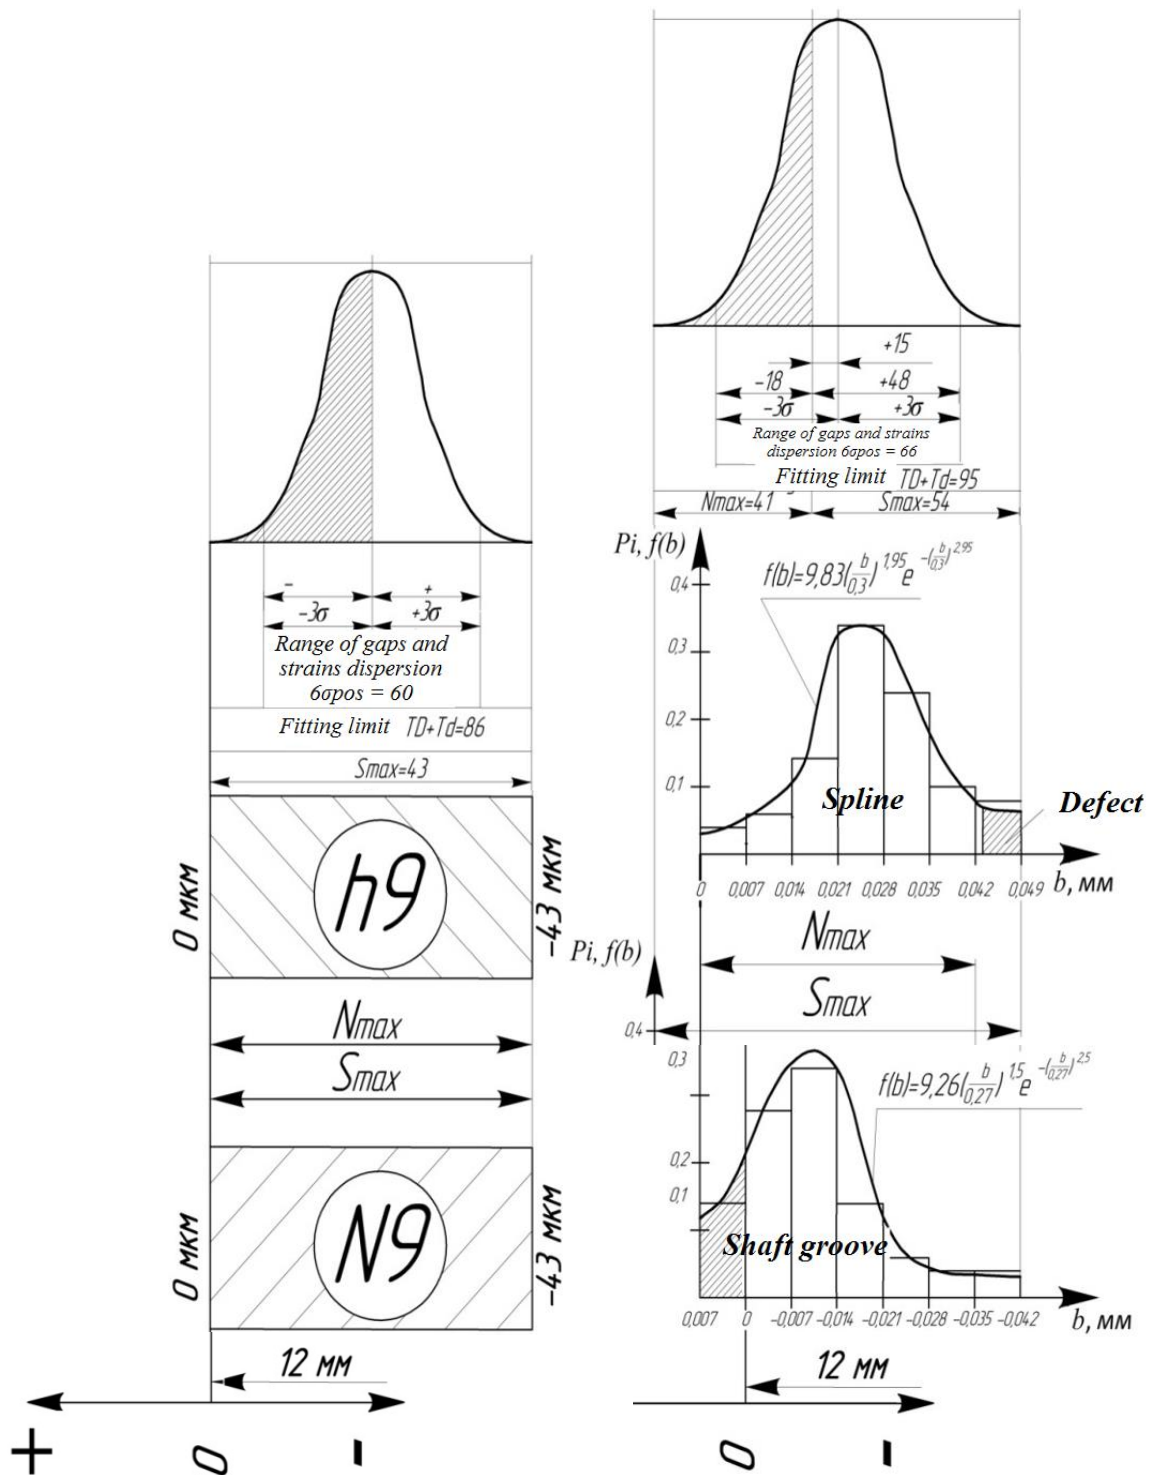 -
+
-3σ
+3σ
Range of gaps and
strains dispersion
6σpos = 60
Fitting limit TD+Td=86
Smax=43
0 мкм
h9
-43 мкм
Nmax
Smax
0 мкм
N9
-43 мкм
12 мм
+
0
-
+15
-18
+48
-3σ
+3σ
Range of gaps and strains
dispersion 6σpos = 66
Fitting limit TD+Td=95
Nmax=41
Smax=54
Pi, f(b)
f(b)=9,83(b/0,3)^1,95 e^-(b/0,3)^2,95
0,4
0,3
0,2
0,1
Spline
Defect
0 0,007 0,014 0,021 0,028 0,035 0,042 0,049 b, мм
Nmax
Pi, f(b)
Smax
0,4
0,3
f(b)=9,26(b/0,27)^1,5 e^-(b/0,27)^2,5
0,2
0,1
Shaft groove
0,007 0 -0,007 -0,014 -0,021 -0,028 -0,035 -0,042 b, мм
12 мм
0
-